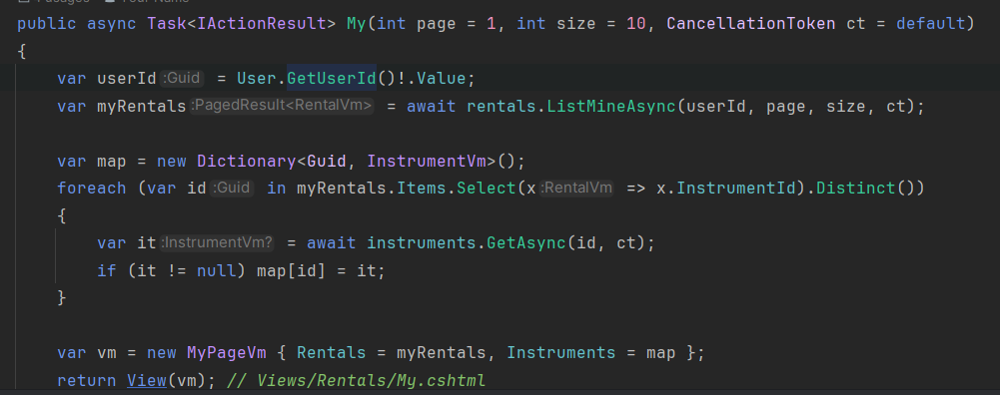 public async Task<IActionResult> My(int page = 1, int size = 10, CancellationToken ct = default)
{
var userId :Guid = User.GetUserId()!.Value;
var myRentals :PagedResult<RentalVm> = await rentals.ListMineAsync(userId, page, size, ct);
var map = new Dictionary<Guid, InstrumentVm>();
foreach (var id :Guid in myRentals.Items.Select(x :RentalVm => x.InstrumentId).Distinct())
{
var it :InstrumentVm? = await instruments.GetAsync(id, ct);
if (it != null) map[id] = it;
}
var vm = new MyPageVm { Rentals = myRentals, Instruments = map };
return View(vm); // Views/Rentals/My.cshtml